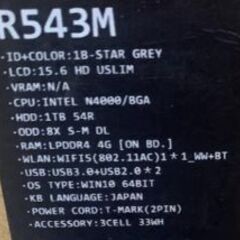 R543M
·ID+COLOR:1B-STAR GREY
·LCD:15.6 HD USLIM
·VRAM:N/A
·CPU:INTEL N4000/BGA
·HDD:1TB 54R
·ODD:8X S-M DL
·RAM:LPDDR4 4G [ON BD.]
·WLAN:WIFI5(802.11AC)1*1_WW+BT
·USB:USB3.0+USB2.0*2
·OS TYPE:WIN10 64BIT
·KB LANGUAGE:JAPAN
·POWER CORD:T-MARK(2PIN)
·ACCESSORY:3CELL 33WH